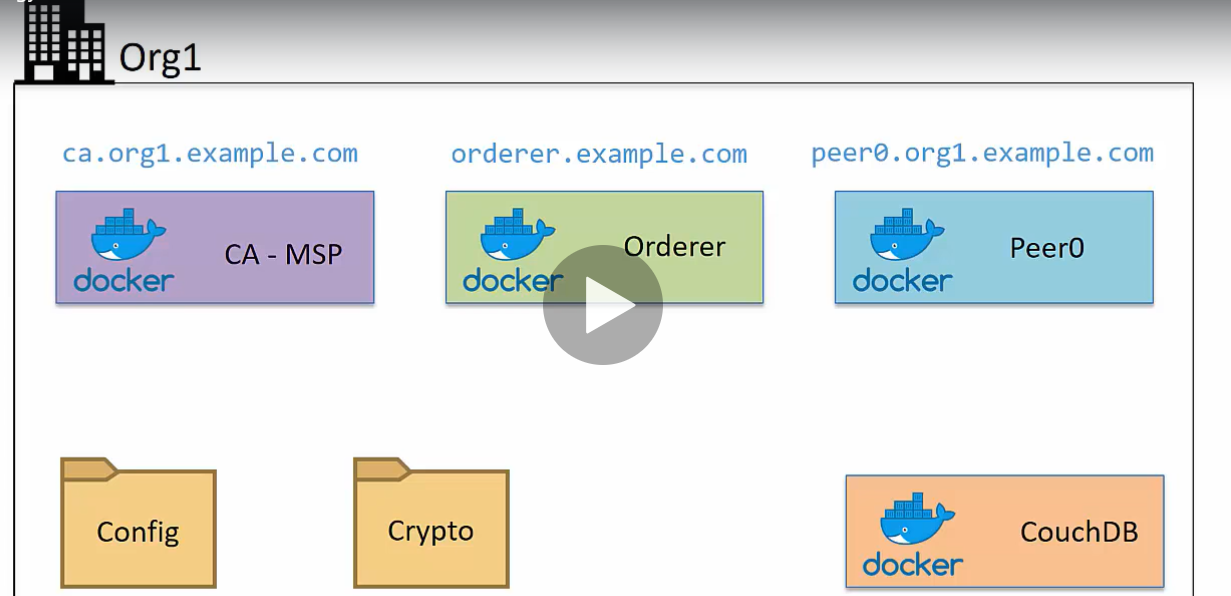 Org1
ca.org1.example.com
orderer.example.com
peer0.org1.example.com
docker
CA - MSP
docker
Orderer
docker
Peer0
Config
Crypto
docker
CouchDB